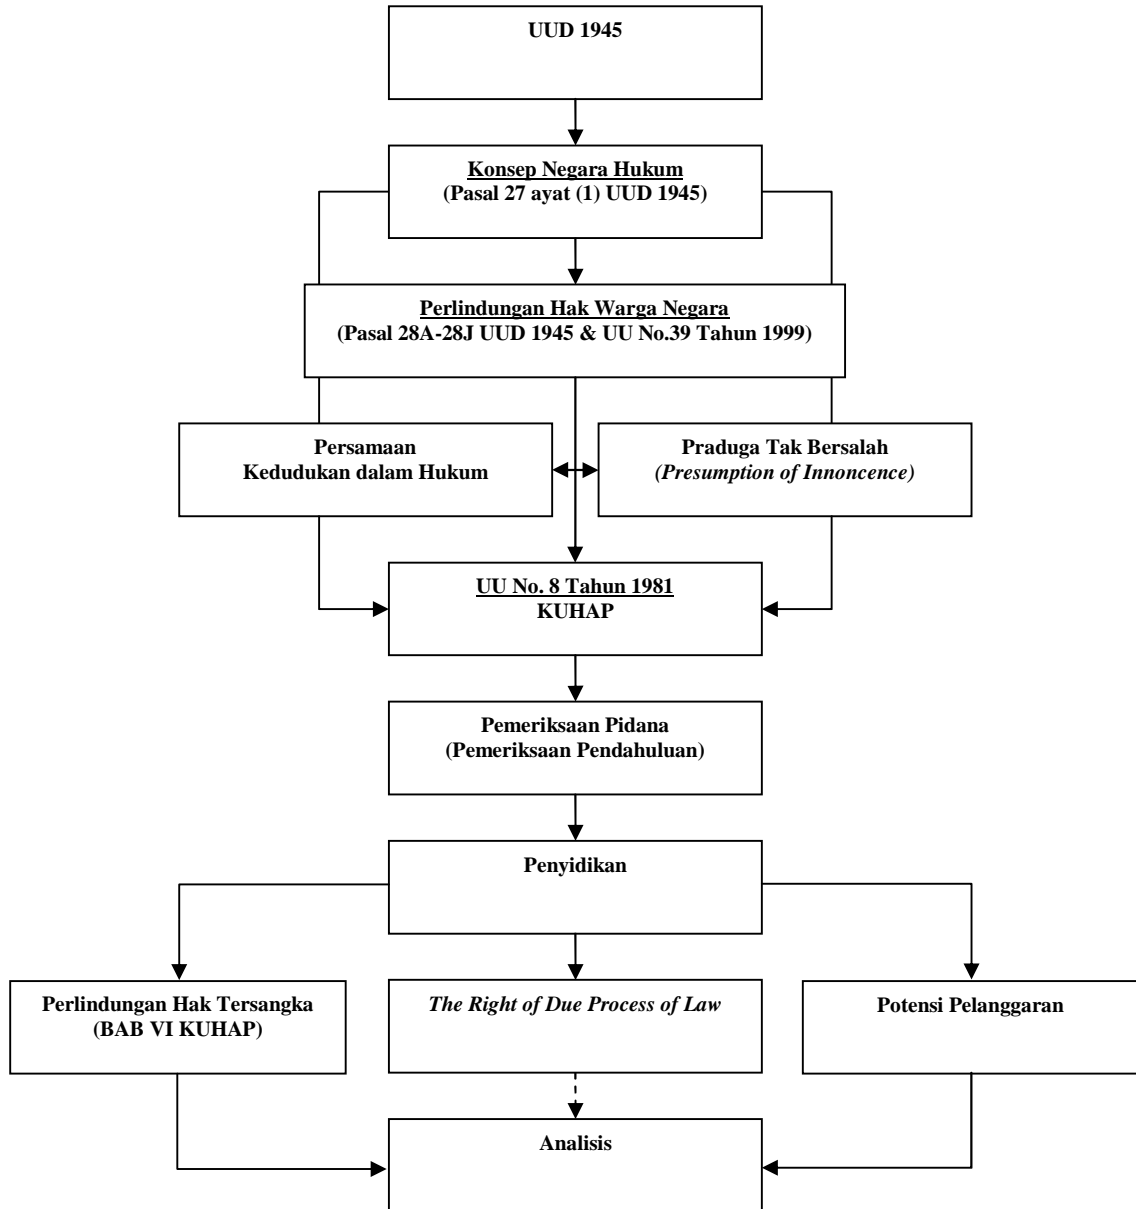 UUD 1945
Konsep Negara Hukum
(Pasal 27 ayat (1) UUD 1945)
Perlindungan Hak Warga Negara
(Pasal 28A-28J UUD 1945 & UU No.39 Tahun 1999)
Persamaan
Kedudukan dalam Hukum
Praduga Tak Bersalah
(Presumption of Innoncence)
UU No. 8 Tahun 1981
KUHAP
Pemeriksaan Pidana
(Pemeriksaan Pendahuluan)
Penyidikan
Perlindungan Hak Tersangka
(BAB VI KUHAP)
The Right of Due Process of Law
Potensi Pelanggaran
Analisis